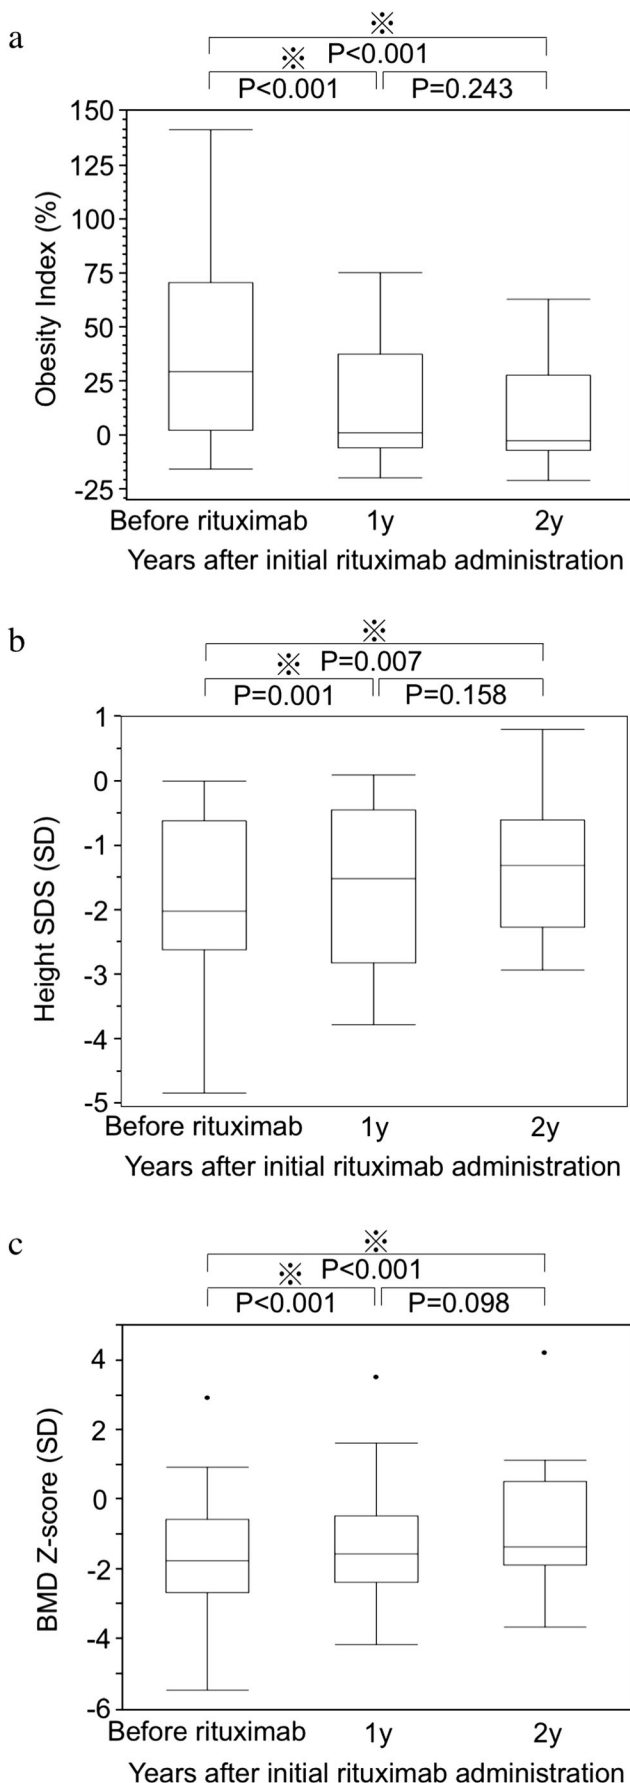 a
※
※ P<0.001
P<0.001 P=0.243
150
125
100
75
50
25
0
-25
Obesity Index (%)
Before rituximab 1y 2y
Years after initial rituximab administration
b
※
※ P=0.007
P=0.001 P=0.158
1
0
-1
-2
-3
-4
-5
Height SDS (SD)
Before rituximab 1y 2y
Years after initial rituximab administration
c
※
※ P<0.001
P<0.001 P=0.098
4
2
0
-2
-4
-6
BMD Z-score (SD)
Before rituximab 1y 2y
Years after initial rituximab administration